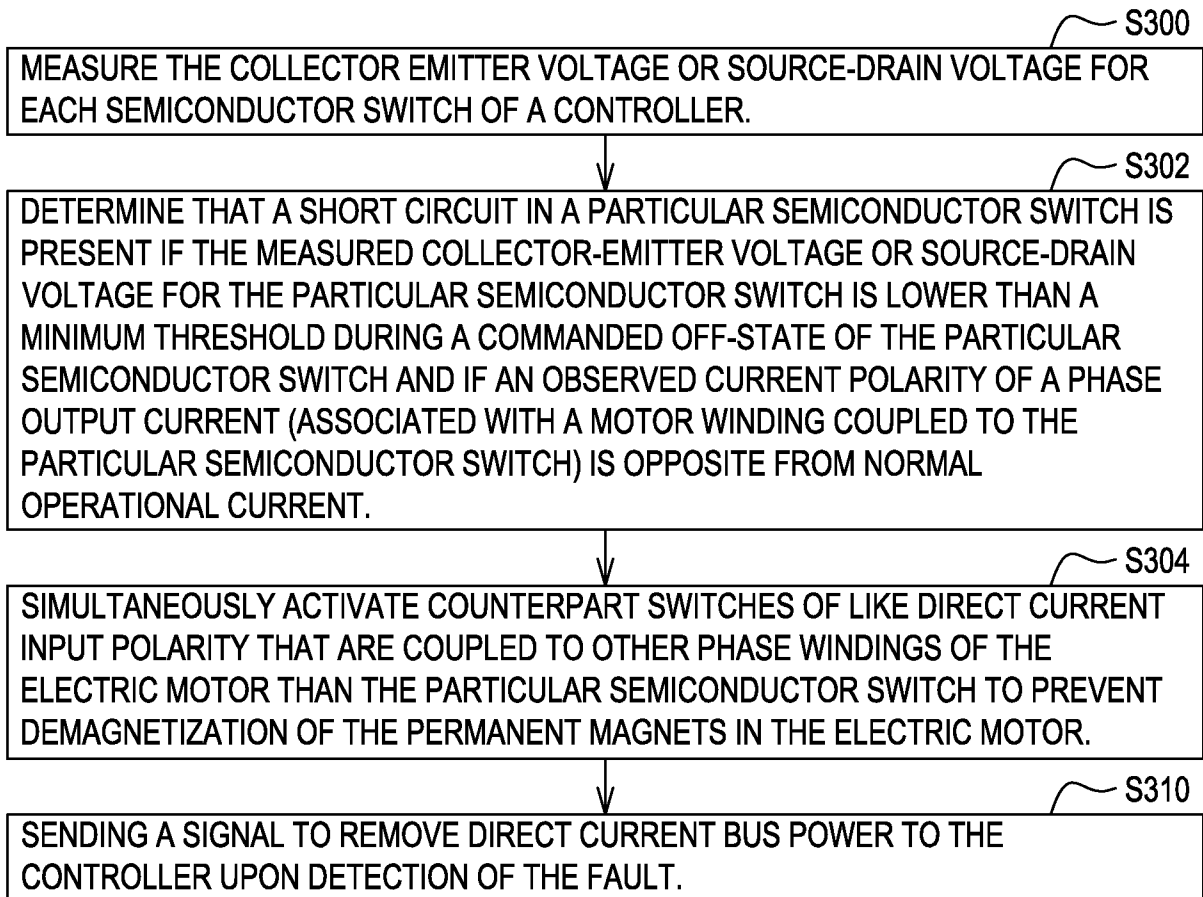 S300
MEASURE THE COLLECTOR EMITTER VOLTAGE OR SOURCE-DRAIN VOLTAGE FOR
EACH SEMICONDUCTOR SWITCH OF A CONTROLLER.
S302
DETERMINE THAT A SHORT CIRCUIT IN A PARTICULAR SEMICONDUCTOR SWITCH IS
PRESENT IF THE MEASURED COLLECTOR-EMITTER VOLTAGE OR SOURCE-DRAIN
VOLTAGE FOR THE PARTICULAR SEMICONDUCTOR SWITCH IS LOWER THAN A
MINIMUM THRESHOLD DURING A COMMANDED OFF-STATE OF THE PARTICULAR
SEMICONDUCTOR SWITCH AND IF AN OBSERVED CURRENT POLARITY OF A PHASE
OUTPUT CURRENT (ASSOCIATED WITH A MOTOR WINDING COUPLED TO THE
PARTICULAR SEMICONDUCTOR SWITCH) IS OPPOSITE FROM NORMAL
OPERATIONAL CURRENT.
S304
SIMULTANEOUSLY ACTIVATE COUNTERPART SWITCHES OF LIKE DIRECT CURRENT
INPUT POLARITY THAT ARE COUPLED TO OTHER PHASE WINDINGS OF THE
ELECTRIC MOTOR THAN THE PARTICULAR SEMICONDUCTOR SWITCH TO PREVENT
DEMAGNETIZATION OF THE PERMANENT MAGNETS IN THE ELECTRIC MOTOR.
S310
SENDING A SIGNAL TO REMOVE DIRECT CURRENT BUS POWER TO THE
CONTROLLER UPON DETECTION OF THE FAULT.